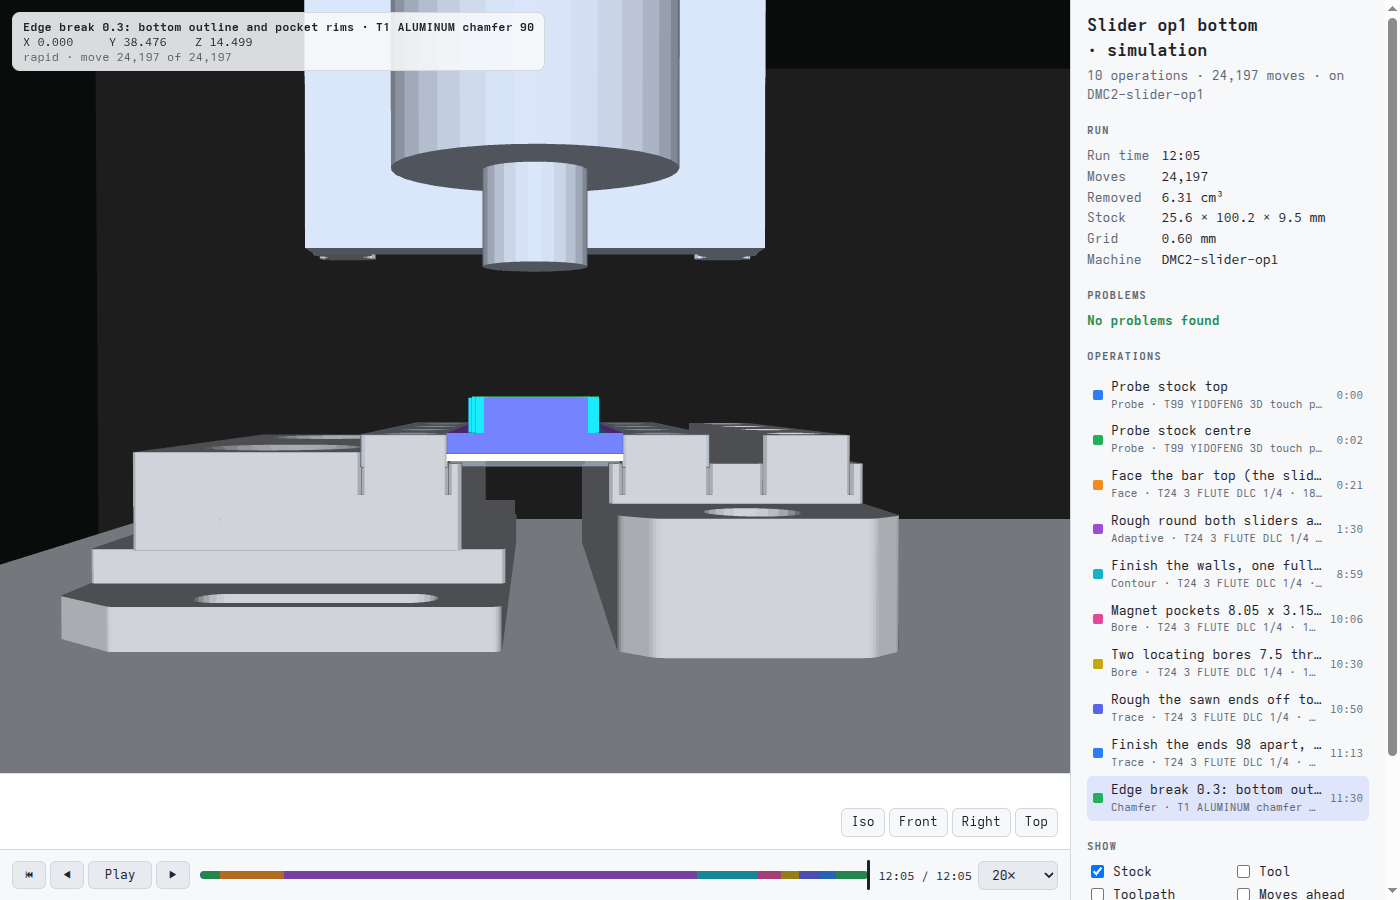 Edge break 0.3: bottom outline and pocket rims · T1 ALUMINUM chamfer 90
X 0.000 Y 38.476 Z 14.499
rapid · move 24,197 of 24,197
Iso Front Right Top
⏮ ◀ Play ▶ 12:05 / 12:05 20×
Slider op1 bottom
· simulation
10 operations · 24,197 moves · on
DMC2-slider-op1
RUN
Run time 12:05
Moves 24,197
Removed 6.31 cm³
Stock 25.6 × 100.2 × 9.5 mm
Grid 0.60 mm
Machine DMC2-slider-op1
PROBLEMS
No problems found
OPERATIONS
Probe stock top 0:00
Probe · T99 YIDOFENG 3D touch p…
Probe stock centre 0:02
Probe · T99 YIDOFENG 3D touch p…
Face the bar top (the slid… 0:21
Face · T24 3 FLUTE DLC 1/4 · 18…
Rough round both sliders a… 1:30
Adaptive · T24 3 FLUTE DLC 1/4 …
Finish the walls, one full… 8:59
Contour · T24 3 FLUTE DLC 1/4 ·…
Magnet pockets 8.05 x 3.15… 10:06
Bore · T24 3 FLUTE DLC 1/4 · 1…
Two locating bores 7.5 thr… 10:30
Bore · T24 3 FLUTE DLC 1/4 · 1…
Rough the sawn ends off to… 10:50
Trace · T24 3 FLUTE DLC 1/4 · …
Finish the ends 98 apart, … 11:13
Trace · T24 3 FLUTE DLC 1/4 · …
Edge break 0.3: bottom out… 11:30
Chamfer · T1 ALUMINUM chamfer …
SHOW
Stock Tool
Toolpath Moves ahead